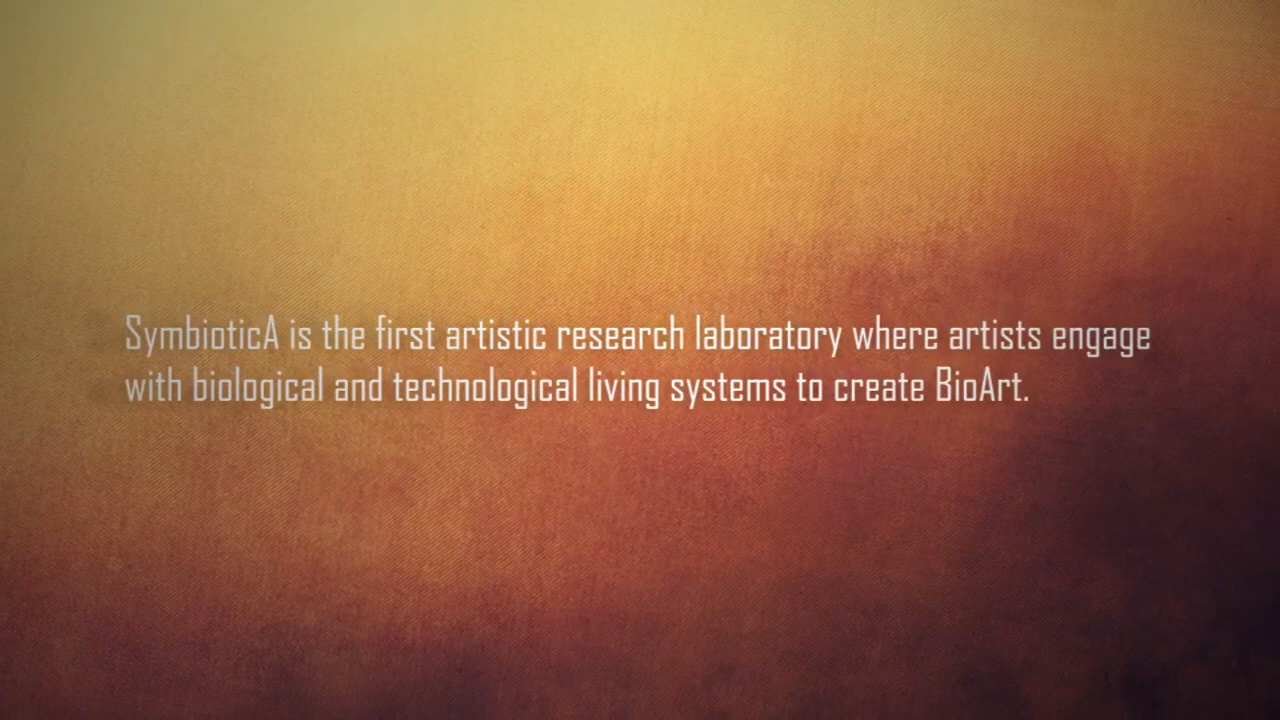 SymbioticA is the first artistic research laboratory where artists engage
with biological and technological living systems to create BioArt.